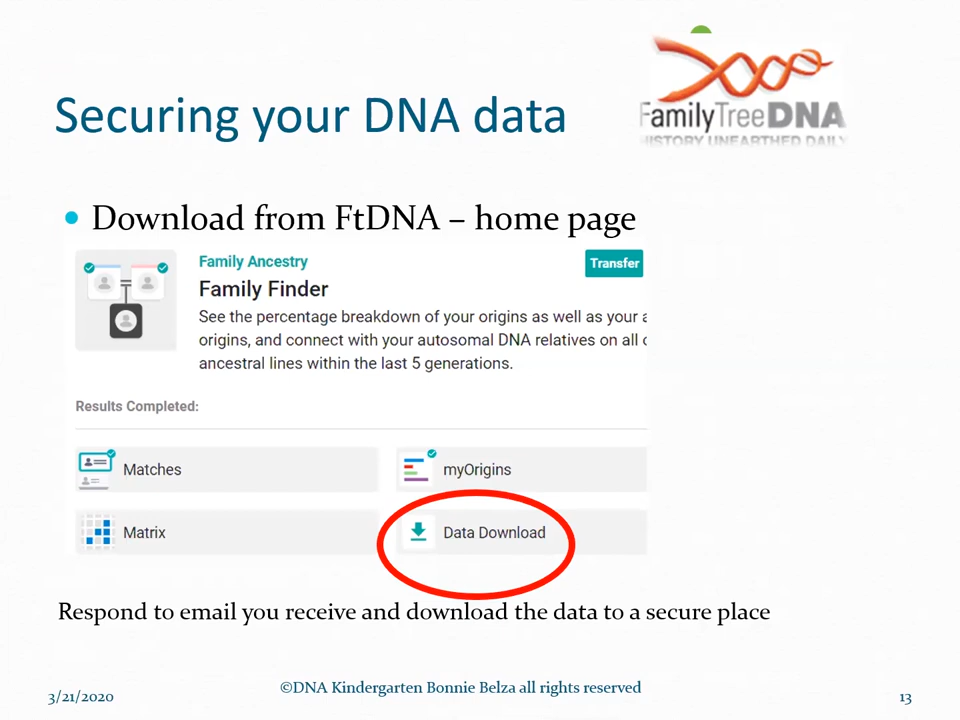 Securing your DNA data
FamilyTreeDNA
HISTORY UNEARTHED DAILY
Download from FtDNA – home page
Family Ancestry
Transfer
Family Finder
See the percentage breakdown of your origins as well as your
origins, and connect with your autosomal DNA relatives on all
ancestral lines within the last 5 generations.
Results Completed:
Matches
myOrigins
Matrix
Data Download
Respond to email you receive and download the data to a secure place
3/21/2020
©DNA Kindergarten Bonnie Belza all rights reserved
13